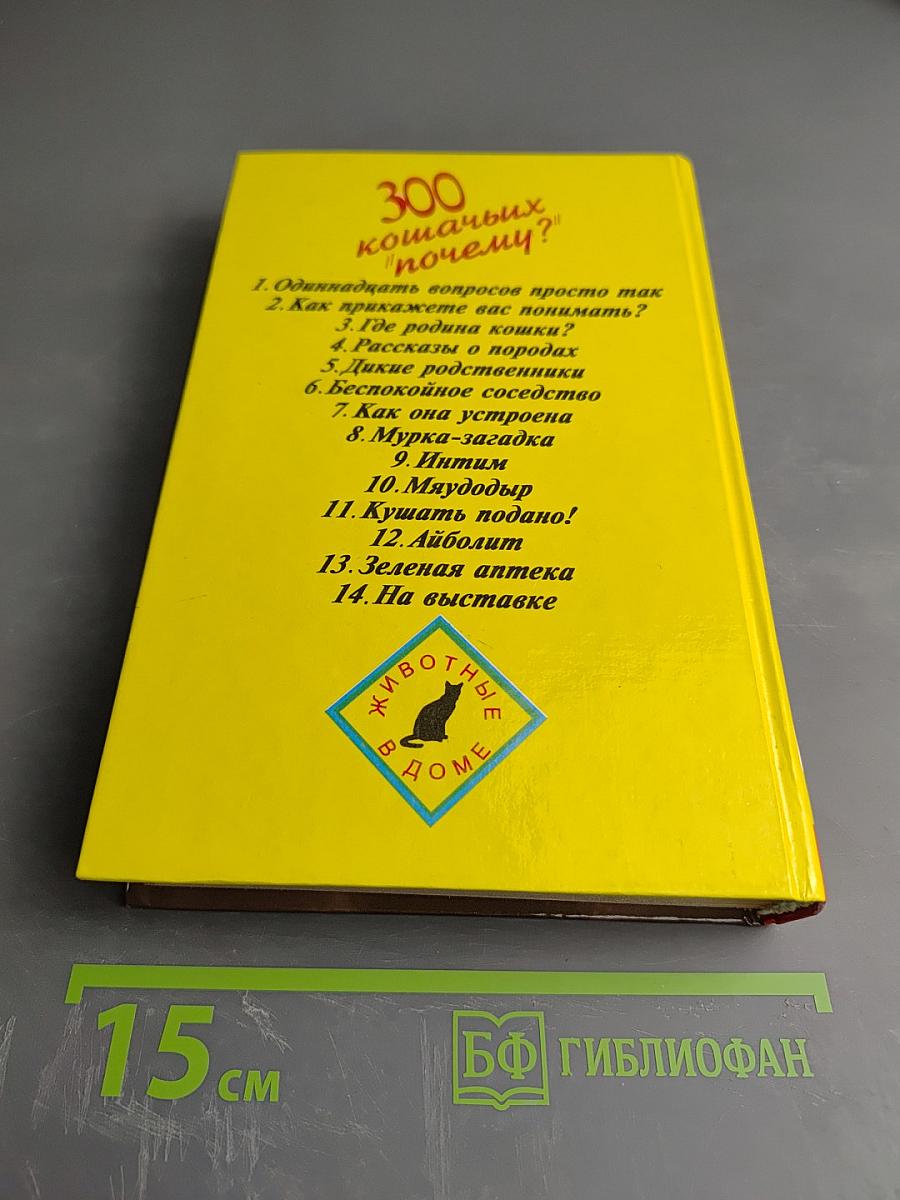 300
кошачьих
"почему?"
1. Одиннадцать вопросов просто так
2. Как прикажете вас понимать?
3. Где родина кошки?
4. Рассказы о породах
5. Дикие родственники
6. Беспокойное соседство
7. Как она устроена
8. Мурка-загадка
9. Интим
10. Мяудодыр
11. Кушать подано!
12. Айболит
13. Зеленая аптека
14. На выставке
ЖИВОТНЫЕ
В ДОМЕ
15 см
БФ ГИБЛИОФАН